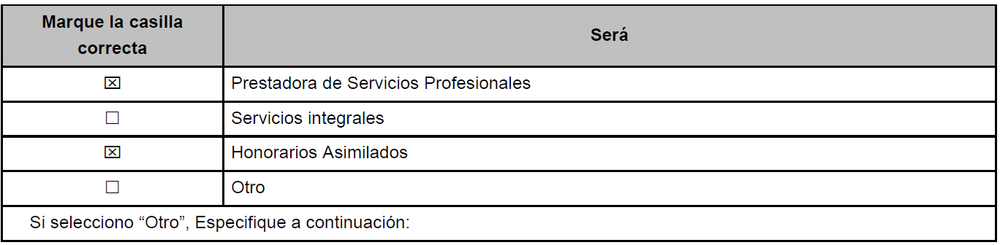 Marque la casilla
correcta
Será
☒ Prestadora de Servicios Profesionales
☐ Servicios integrales
☒ Honorarios Asimilados
☐ Otro
Si selecciono “Otro”, Especifique a continuación: